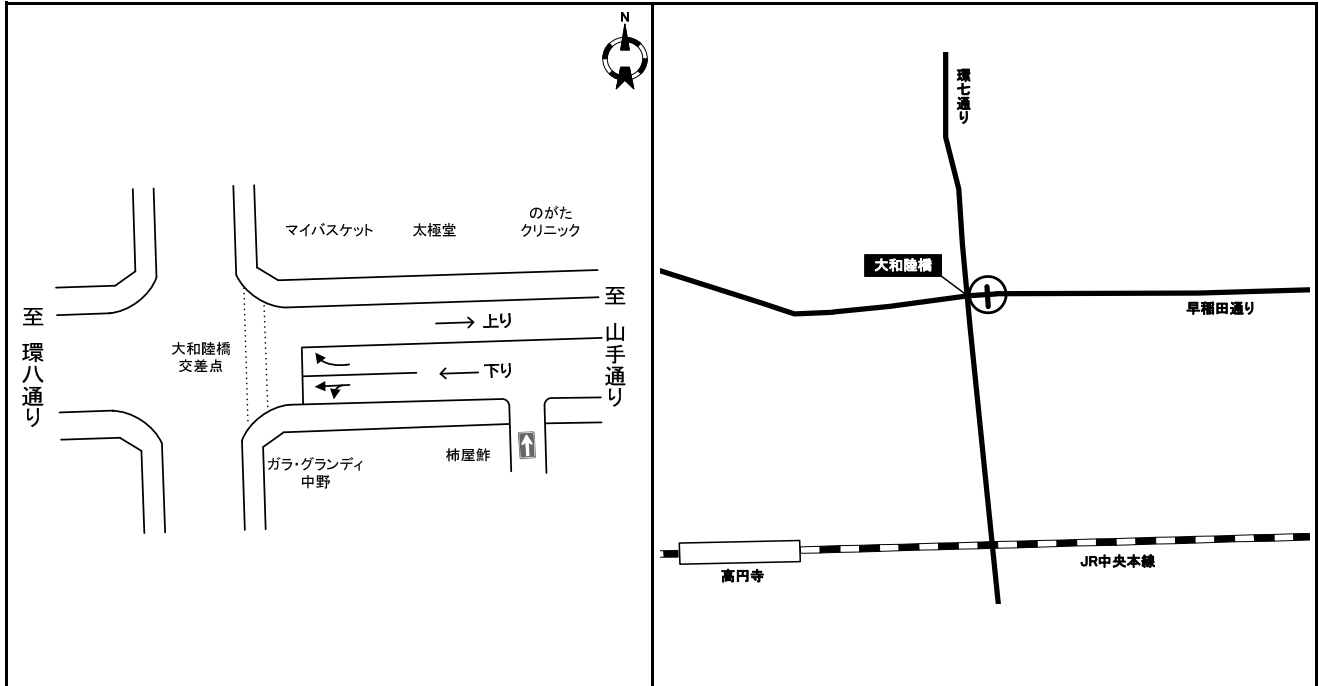 N
のがた
クリニック
マイバスケット
太極堂
至 環八通り
至 山手通り
上り
大和陸橋
交差点
下り
柿屋鮓
ガラ・グランディ
中野
環七通り
大和陸橋
早稲田通り
JR中央本線
高円寺